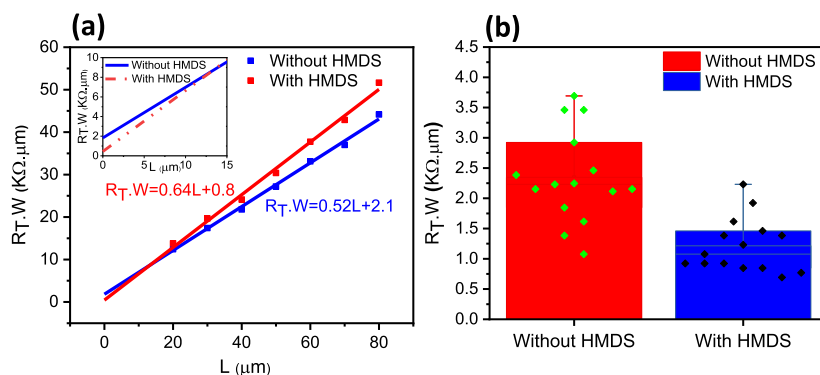 (a)
60
50
40
30
20
10
0
R_T.W (KΩ.μm)
0 20 40 60 80
L (μm)
Without HMDS
With HMDS
10
8
6
4
2
0
R_T.W (KΩ.μm)
0 5 10 15
L (μm)
Without HMDS
With HMDS
R_T.W=0.64L+0.8
R_T.W=0.52L+2.1
(b)
4.5
4.0
3.5
3.0
2.5
2.0
1.5
1.0
0.5
0.0
R_T.W (KΩ.μm)
Without HMDS
With HMDS
Without HMDS With HMDS